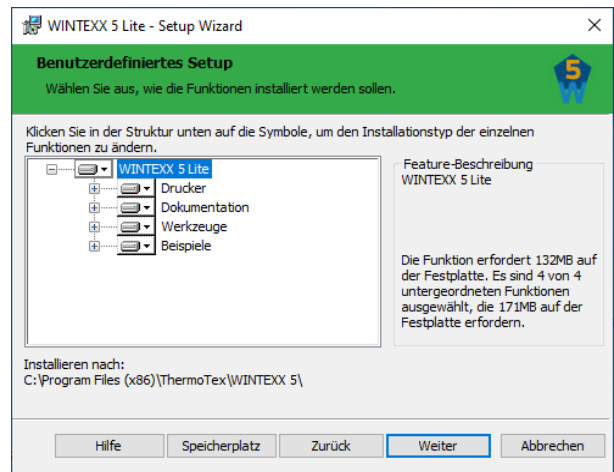 WINTEXX 5 Lite - Setup Wizard
Benutzerdefiniertes Setup
Wählen Sie aus, wie die Funktionen installiert werden sollen.
5
W
Klicken Sie in der Struktur unten auf die Symbole, um den Installationstyp der einzelnen
Funktionen zu ändern.
WINTEXX 5 Lite
Drucker
Dokumentation
Werkzeuge
Beispiele
Feature-Beschreibung
WINTEXX 5 Lite
Die Funktion erfordert 132MB auf
der Festplatte. Es sind 4 von 4
untergeordneten Funktionen
ausgewählt, die 171MB auf der
Festplatte erfordern.
Installieren nach:
C:\Program Files (x86)\ThermoTex\WINTEXX 5\
Hilfe
Speicherplatz
Zurück
Weiter
Abbrechen